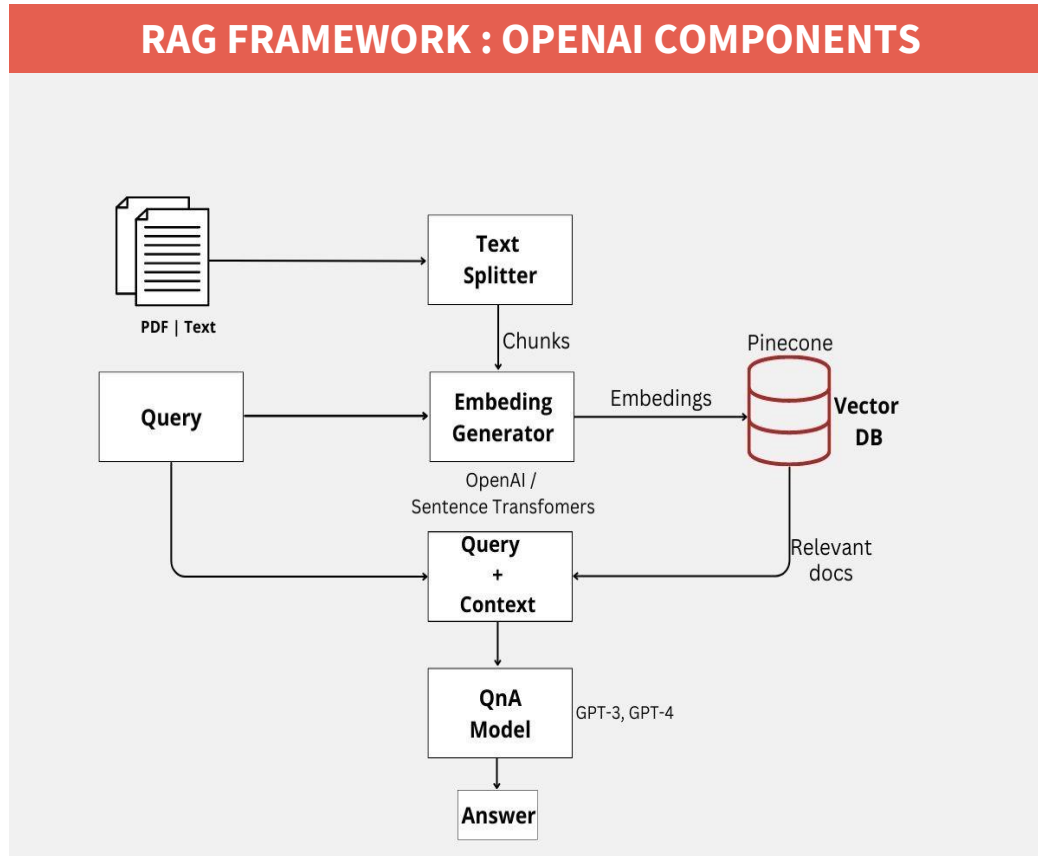 RAG FRAMEWORK : OPENAI COMPONENTS
Text
Splitter
PDF | Text
Chunks
Pinecone
Query
Embeding
Generator
Embedings
Vector
DB
OpenAI /
Sentence Transfomers
Query
+
Context
Relevant
docs
QnA
Model
GPT-3, GPT-4
Answer